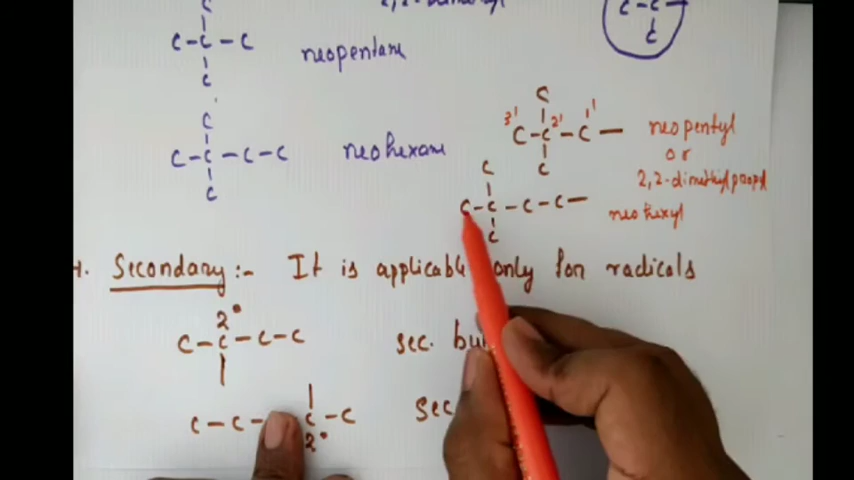 C
C-C-C
C
neopentane
C-C-
C
C
C-C-C-C
C
neohexane
C
3' C-C 2'-C 1'-
C
neopentyl
or
2,2-dimethylpropyl
C
C-C-C-C-
C
neohexyl
Secondary:- It is applicable only for radicals
2°
C-C-C-C
sec.
C-C- C-C
2°
sec